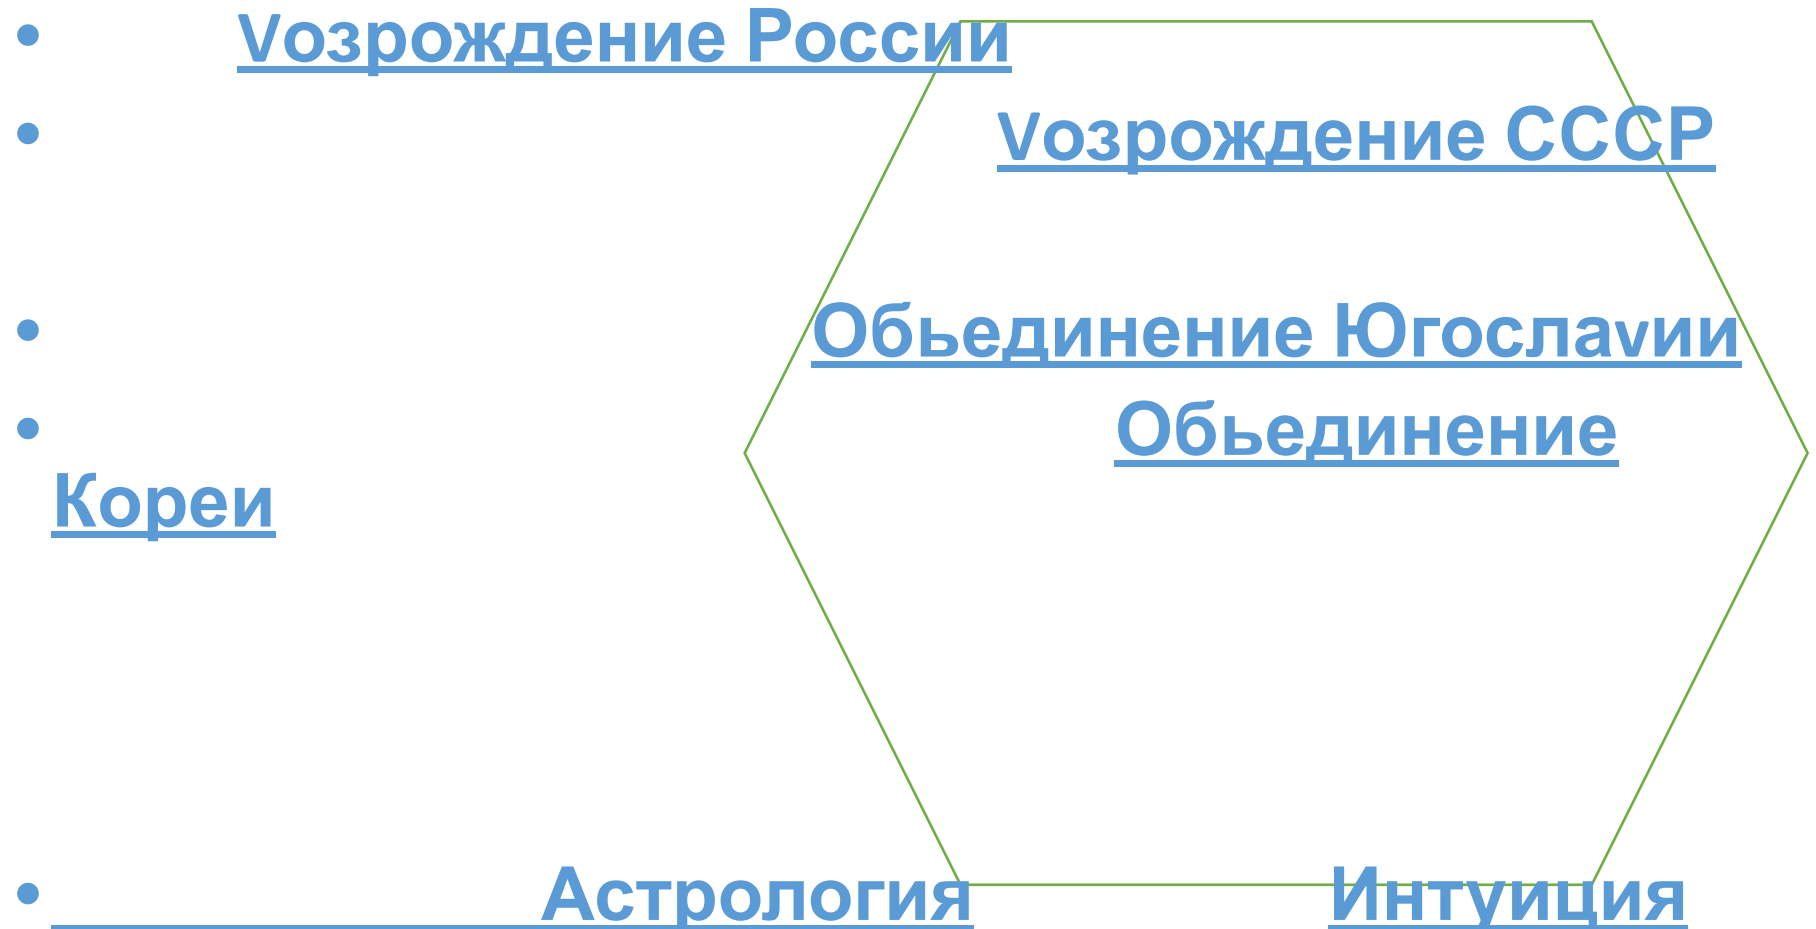 • Vозрождение России
• Vозрождение СССР
• Обьединение Югослаvии
• Обьединение
Кореи
• Астрология Интуиция